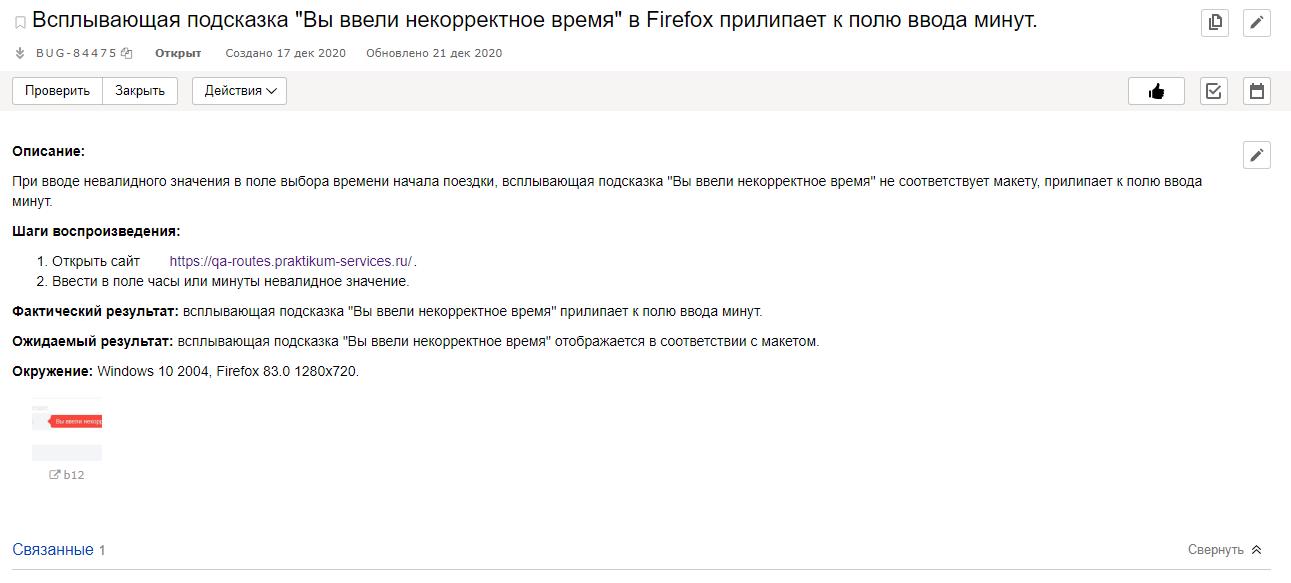 Всплывающая подсказка "Вы ввели некорректное время" в Firefox прилипает к полю ввода минут.
BUG-84475 Открыт Создано 17 дек 2020 Обновлено 21 дек 2020
Проверить Закрыть Действия
Описание:
При вводе невалидного значения в поле выбора времени начала поездки, всплывающая подсказка "Вы ввели некорректное время" не соответствует макету, прилипает к полю ввода
минут.
Шаги воспроизведения:
1. Открыть сайт https://qa-routes.praktikum-services.ru/ .
2. Ввести в поле часы или минуты невалидное значение.
Фактический результат: всплывающая подсказка "Вы ввели некорректное время" прилипает к полю ввода минут.
Ожидаемый результат: всплывающая подсказка "Вы ввели некорректное время" отображается в соответствии с макетом.
Окружение: Windows 10 2004, Firefox 83.0 1280x720.
Вы ввели некорр
b12
Связанные 1 Свернуть